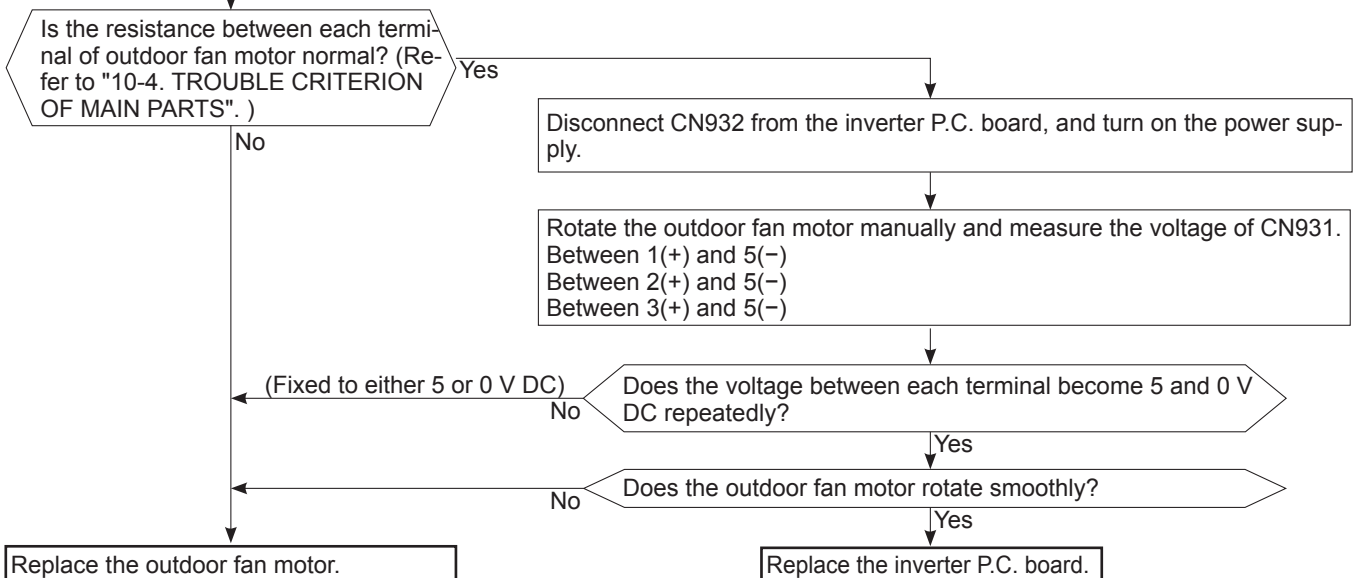 Is the resistance between each termi-
nal of outdoor fan motor normal? (Re-
fer to "10-4. TROUBLE CRITERION
OF MAIN PARTS". )
Yes
No
Disconnect CN932 from the inverter P.C. board, and turn on the power sup-
ply.
Rotate the outdoor fan motor manually and measure the voltage of CN931.
Between 1(+) and 5(−)
Between 2(+) and 5(−)
Between 3(+) and 5(−)
(Fixed to either 5 or 0 V DC)
No
Does the voltage between each terminal become 5 and 0 V
DC repeatedly?
Yes
No
Does the outdoor fan motor rotate smoothly?
Yes
Replace the outdoor fan motor.
Replace the inverter P.C. board.